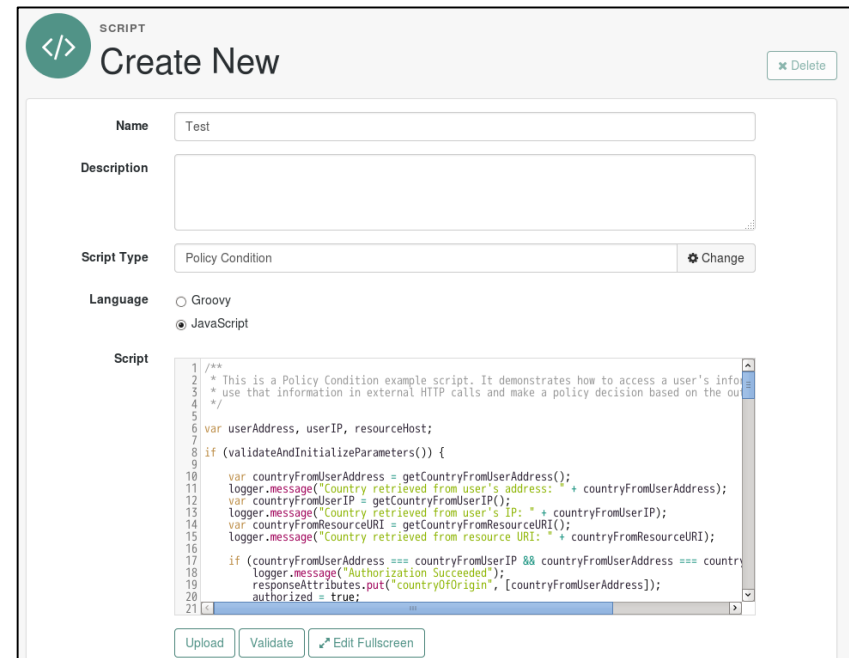 </>
SCRIPT
Create New
✖ Delete
Name
Test
Description
Script Type
Policy Condition
Change
Language
Groovy
JavaScript
Script
1 /**
2  * This is a Policy Condition example script. It demonstrates how to access a user's infor
3  * use that information in external HTTP calls and make a policy decision based on the out
4  */
5
6 var userAddress, userIP, resourceHost;
7
8 if (validateAndInitializeParameters()) {
9
10     var countryFromUserAddress = getCountryFromUserAddress();
11     logger.message("Country retrieved from user's address: " + countryFromUserAddress);
12     var countryFromUserIP = getCountryFromUserIP();
13     logger.message("Country retrieved from user's IP: " + countryFromUserIP);
14     var countryFromResourceURI = getCountryFromResourceURI();
15     logger.message("Country retrieved from resource URI: " + countryFromResourceURI);
16
17     if (countryFromUserAddress === countryFromUserIP && countryFromUserAddress === country
18         logger.message("Authorization Succeeded");
19         responseAttributes.put("countryOfOrigin", [countryFromUserAddress]);
20         authorized = true;
21
Upload
Validate
Edit Fullscreen